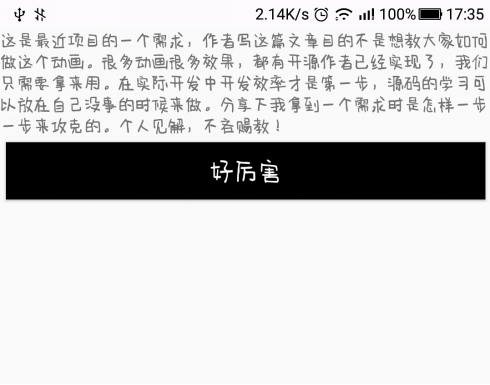 2.14K/s 100% 17:35
这是最近项目的一个需求，作者写这篇文章目的不是想教大家如何
做这个动画。很多动画很多效果，都有开源作者已经实现了，我们
只需要拿来用。在实际开发中开发效率才是第一步，源码的学习可
以放在自己没事的时候来做。分享下我拿到一个需求时是怎样一步
一步来攻克的。个人见解，不吝赐教！
好厉害